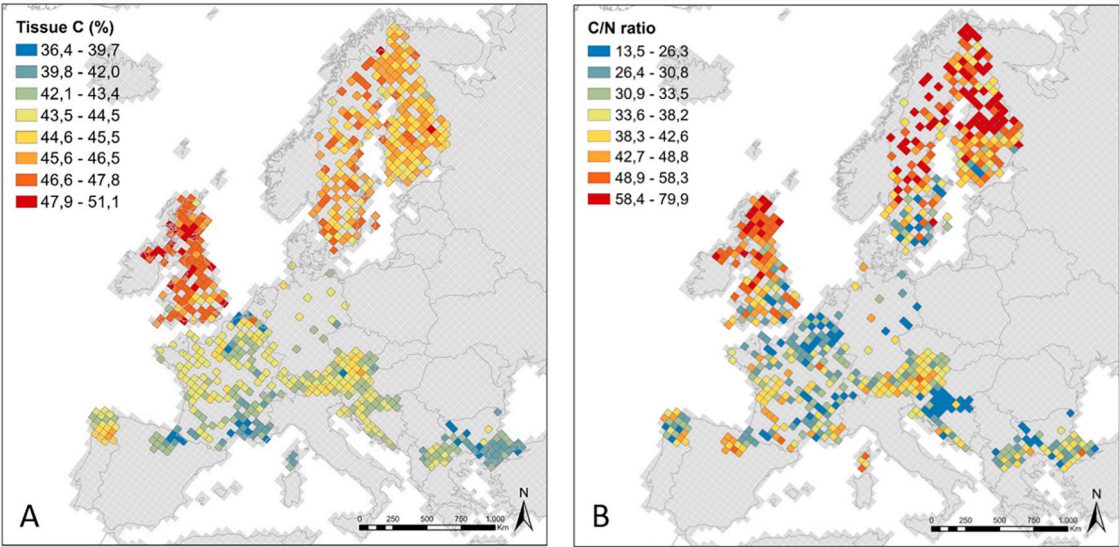 Tissue C (%)
36,4 - 39,7
39,8 - 42,0
42,1 - 43,4
43,5 - 44,5
44,6 - 45,5
45,6 - 46,5
46,6 - 47,8
47,9 - 51,1
A
N
0 250 500 750 1.000
Km
C/N ratio
13,5 - 26,3
26,4 - 30,8
30,9 - 33,5
33,6 - 38,2
38,3 - 42,6
42,7 - 48,8
48,9 - 58,3
58,4 - 79,9
B
N
0 250 500 750 1.000
Km